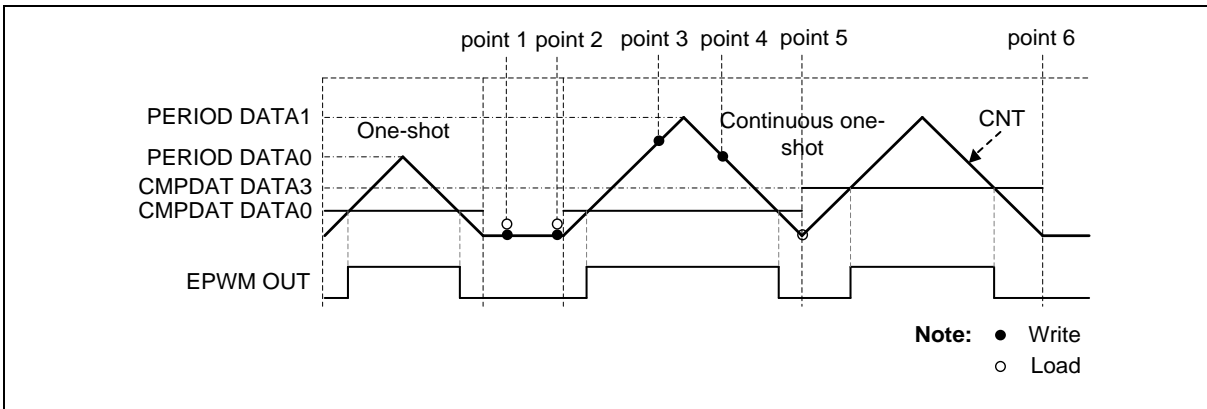 point 1 point 2 point 3 point 4 point 5 point 6
PERIOD DATA1
One-shot
Continuous one-
shot
CNT
PERIOD DATA0
CMPDAT DATA3
CMPDAT DATA0
EPWM OUT
Note: ● Write
○ Load